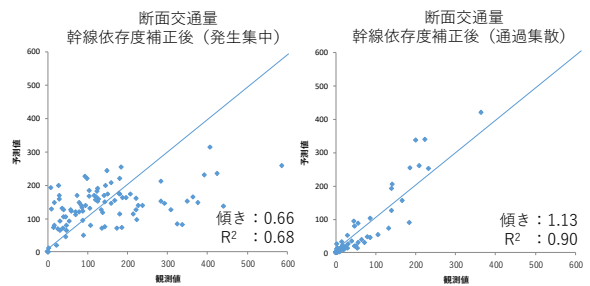 断面交通量
幹線依存度補正後（発生集中）
600
500
400
300
200
100
0
予測値
0 100 200 300 400 500 600
観測値
傾き：0.66
R² ：0.68
断面交通量
幹線依存度補正後（通過集散）
600
500
400
300
200
100
0
予測値
0 100 200 300 400 500 600
観測値
傾き：1.13
R² ：0.90